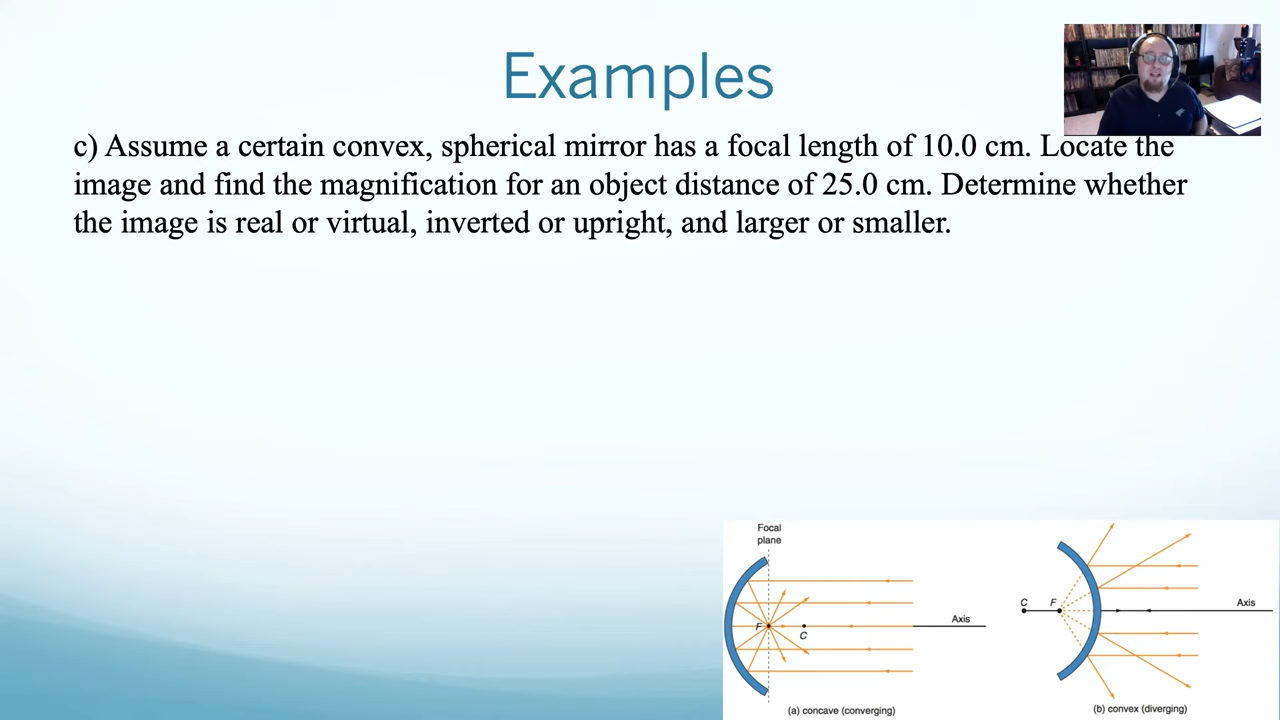 Examples
c) Assume a certain convex, spherical mirror has a focal length of 10.0 cm. Locate the
image and find the magnification for an object distance of 25.0 cm. Determine whether
the image is real or virtual, inverted or upright, and larger or smaller.
Focal
plane
F
C
Axis
(a) concave (converging)
C
F
Axis
(b) convex (diverging)